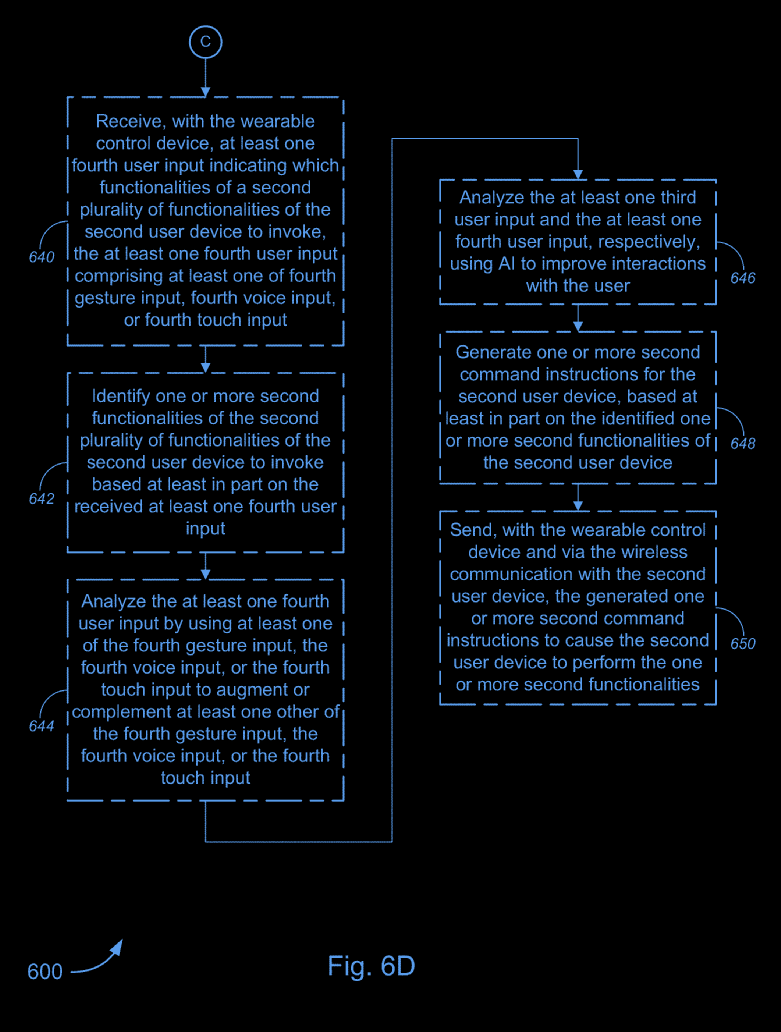 C
Receive, with the wearable
control device, at least one
fourth user input indicating which
functionalities of a second
plurality of functionalities of the
second user device to invoke,
the at least one fourth user input
comprising at least one of fourth
gesture input, fourth voice input,
or fourth touch input
640
Identify one or more second
functionalities of the second
plurality of functionalities of the
second user device to invoke
based at least in part on the
received at least one fourth user
input
642
Analyze the at least one fourth
user input by using at least one
of the fourth gesture input, the
fourth voice input, or the fourth
touch input to augment or
complement at least one other of
the fourth gesture input, the
fourth voice input, or the fourth
touch input
644
Analyze the at least one third
user input and the at least one
fourth user input, respectively,
using AI to improve interactions
with the user
646
Generate one or more second
command instructions for the
second user device, based at
least in part on the identified one
or more second functionalities of
the second user device
648
Send, with the wearable control
device and via the wireless
communication with the second
user device, the generated one
or more second command
instructions to cause the second
user device to perform the one
or more second functionalities
650
600
Fig. 6D